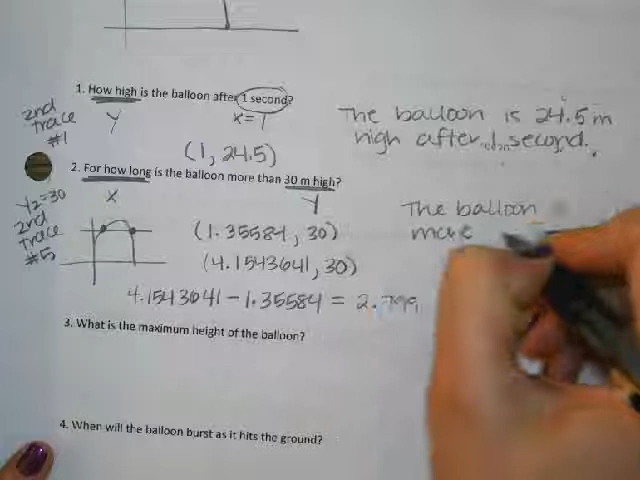 1. How high is the balloon after 1 second?
2nd
trace
#1
Y
x=1
The balloon is 24.5 m
high after 1 second.
(1, 24.5)
2. For how long is the balloon more than 30 m high?
Y2=30
2nd
trace
#5
X
Y
(1.35584, 30)
(4.1543641, 30)
4.1543641 - 1.35584 = 2.799
The balloon
more
3. What is the maximum height of the balloon?
4. When will the balloon burst as it hits the ground?